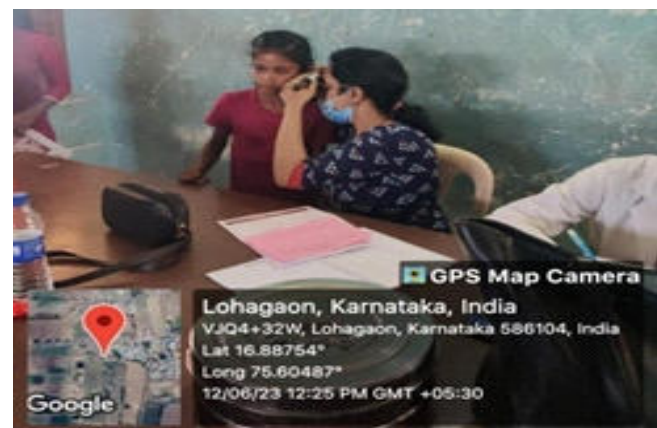 GPS Map Camera
Lohagaon, Karnataka, India
VJQ4+32W, Lohagaon, Karnataka 586104, India
Lat 16.88754°
Long 75.60487°
12/06/23 12:25 PM GMT +05:30
Google